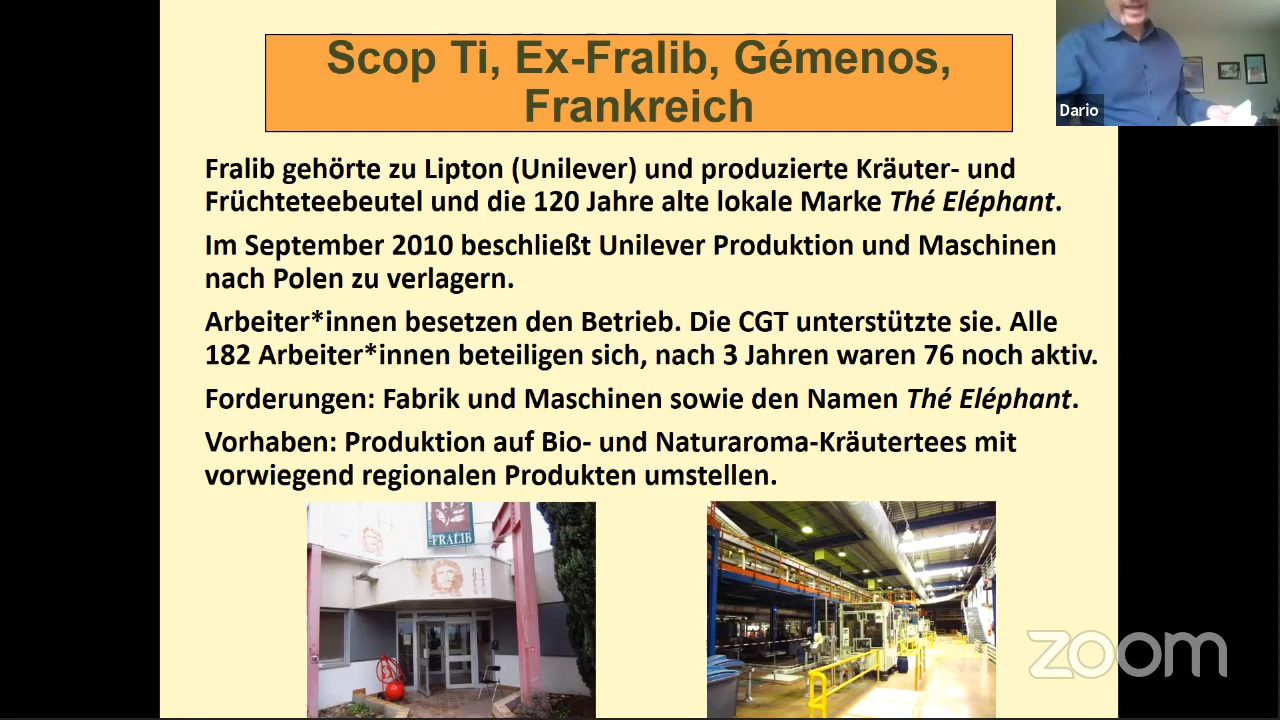 Scop Ti, Ex-Fralib, Gémenos,
Frankreich
Dario
Fralib gehörte zu Lipton (Unilever) und produzierte Kräuter- und
Früchteteebeutel und die 120 Jahre alte lokale Marke Thé Eléphant.
Im September 2010 beschließt Unilever Produktion und Maschinen
nach Polen zu verlagern.
Arbeiter*innen besetzen den Betrieb. Die CGT unterstützte sie. Alle
182 Arbeiter*innen beteiligen sich, nach 3 Jahren waren 76 noch aktiv.
Forderungen: Fabrik und Maschinen sowie den Namen Thé Eléphant.
Vorhaben: Produktion auf Bio- und Naturaroma-Kräutertees mit
vorwiegend regionalen Produkten umstellen.
FRALIB
zoom